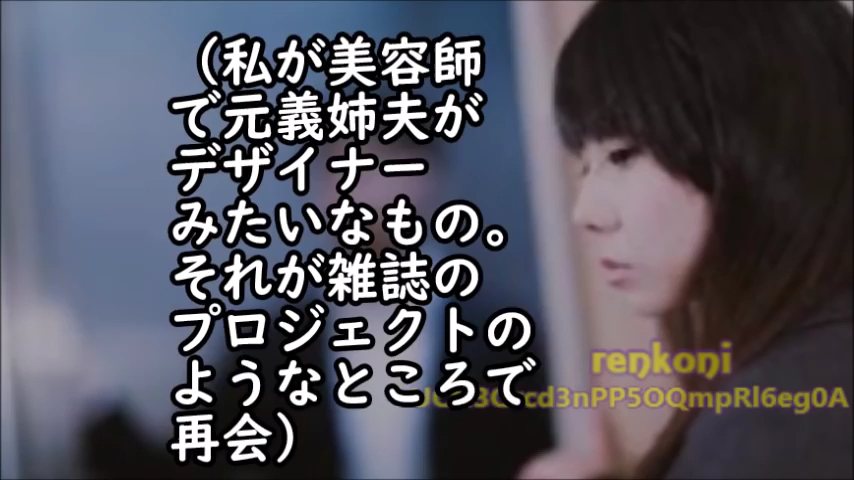 （私が美容師
で元義姉夫が
デザイナー
みたいなもの。
それが雑誌の
プロジェクトの
ようなところで
再会）
renkoni